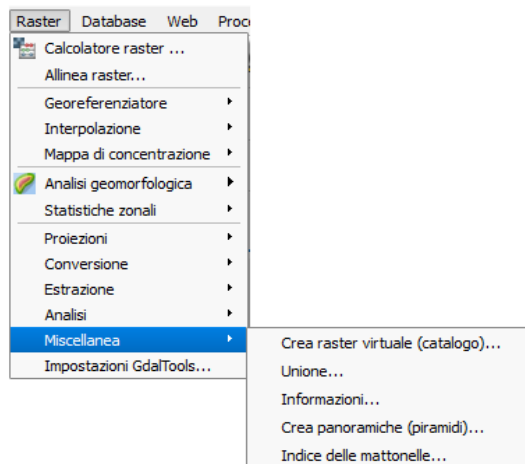 Raster Database Web Proc
Calcolatore raster ...
Allinea raster...
Georeferenziatore
Interpolazione
Mappa di concentrazione
Analisi geomorfologica
Statistiche zonali
Proiezioni
Conversione
Estrazione
Analisi
Miscellanea
Impostazioni GdalTools...
Crea raster virtuale (catalogo)...
Unione...
Informazioni...
Crea panoramiche (piramidi)...
Indice delle mattonelle...